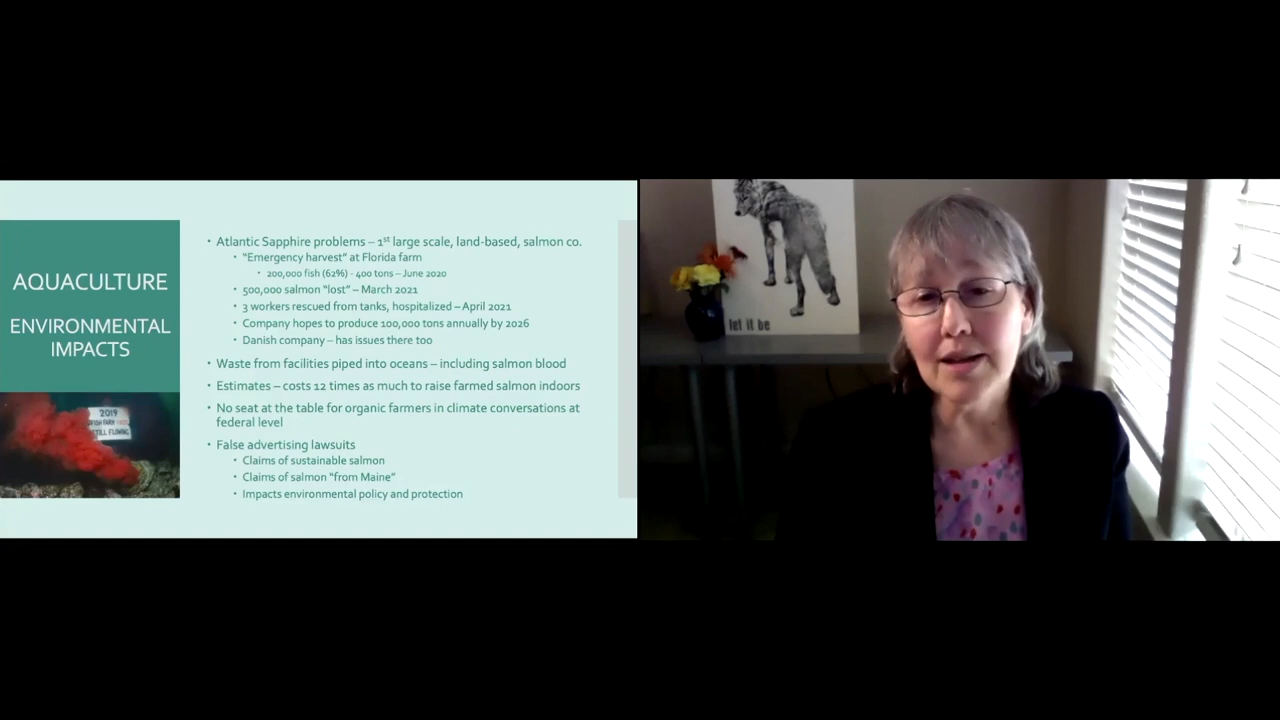 AQUACULTURE
ENVIRONMENTAL
IMPACTS
2019
STILL FLOWING
• Atlantic Sapphire problems – 1st large scale, land-based, salmon co.
• "Emergency harvest" at Florida farm
• 200,000 fish (62%) - 400 tons – June 2020
• 500,000 salmon "lost" – March 2021
• 3 workers rescued from tanks, hospitalized – April 2021
• Company hopes to produce 100,000 tons annually by 2026
• Danish company – has issues there too
• Waste from facilities piped into oceans – including salmon blood
• Estimates – costs 12 times as much to raise farmed salmon indoors
• No seat at the table for organic farmers in climate conversations at
federal level
• False advertising lawsuits
• Claims of sustainable salmon
• Claims of salmon "from Maine"
• Impacts environmental policy and protection
let it be